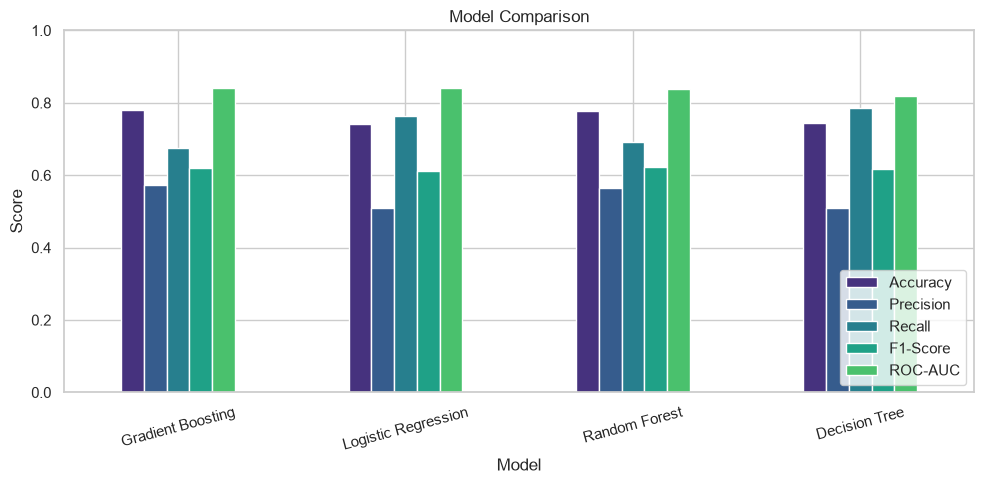 Model Comparison
1.0
0.8
0.6
0.4
0.2
0.0
Score
Accuracy
Precision
Recall
F1-Score
ROC-AUC
Gradient Boosting
Logistic Regression
Random Forest
Decision Tree
Model